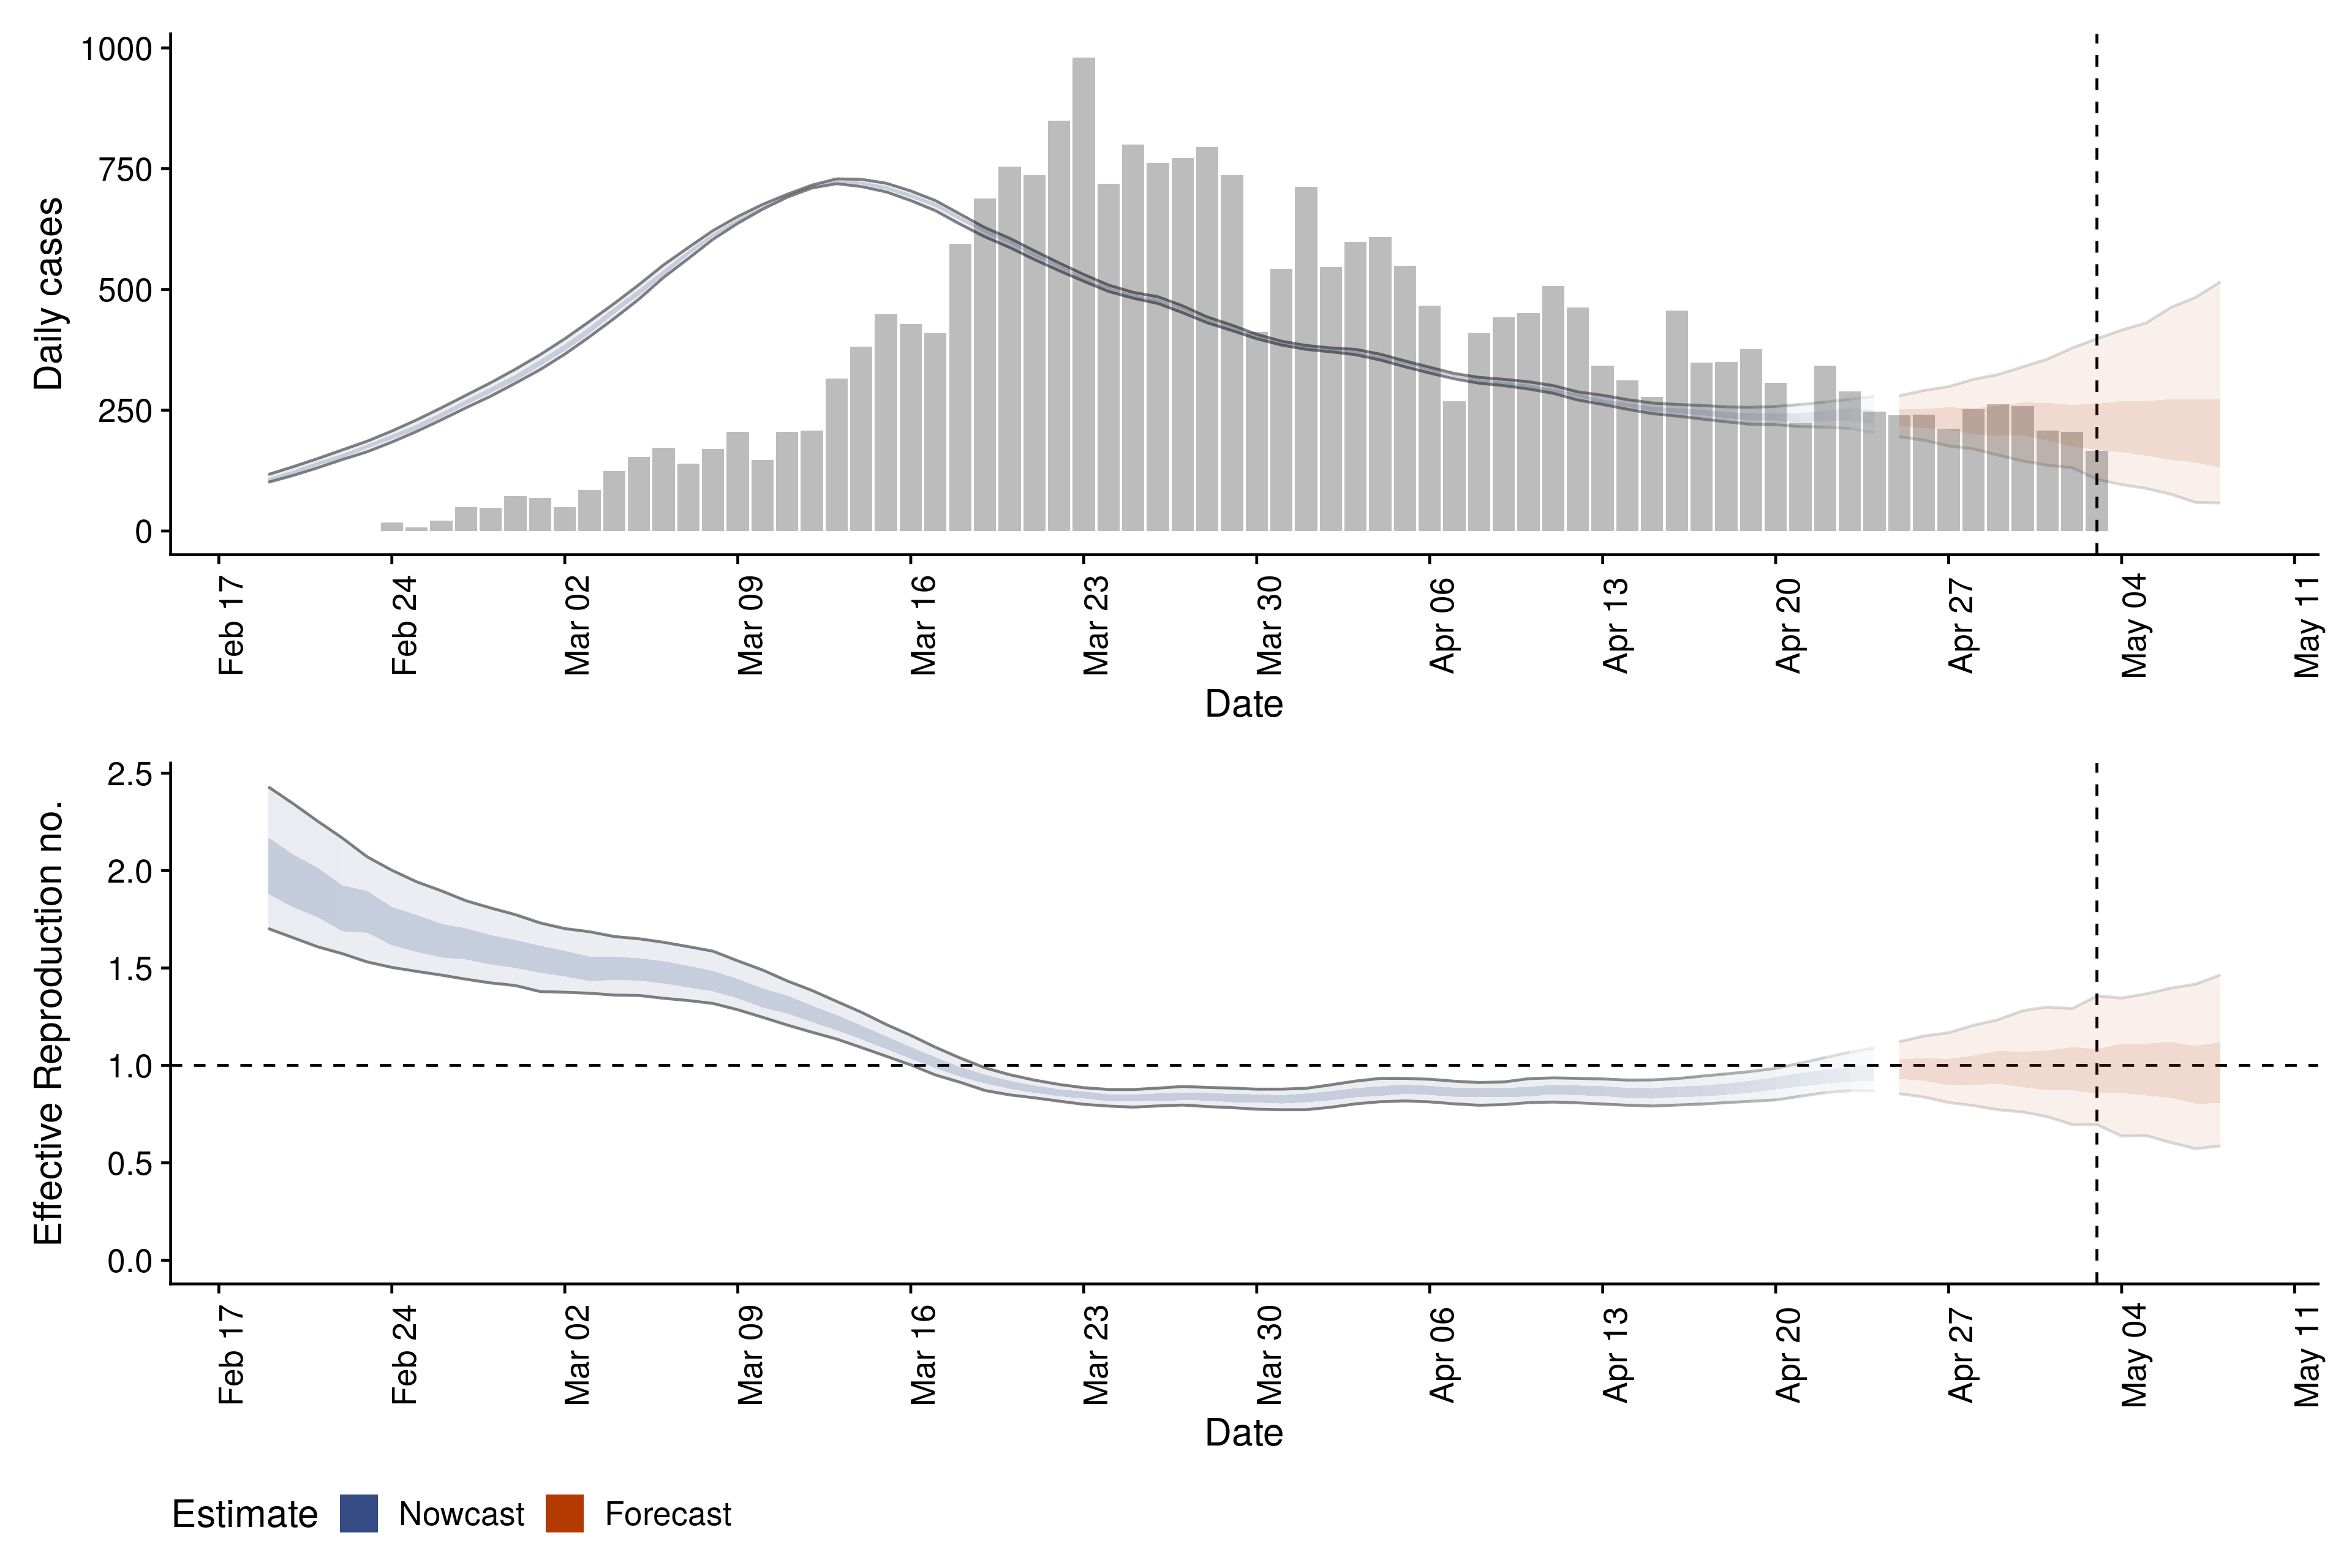 1000
750
500
250
0
Daily cases
Feb 17
Feb 24
Mar 02
Mar 09
Mar 16
Mar 23
Mar 30
Apr 06
Apr 13
Apr 20
Apr 27
May 04
May 11
Date
2.5
2.0
1.5
1.0
0.5
0.0
Effective Reproduction no.
Feb 17
Feb 24
Mar 02
Mar 09
Mar 16
Mar 23
Mar 30
Apr 06
Apr 13
Apr 20
Apr 27
May 04
May 11
Date
Estimate Nowcast Forecast